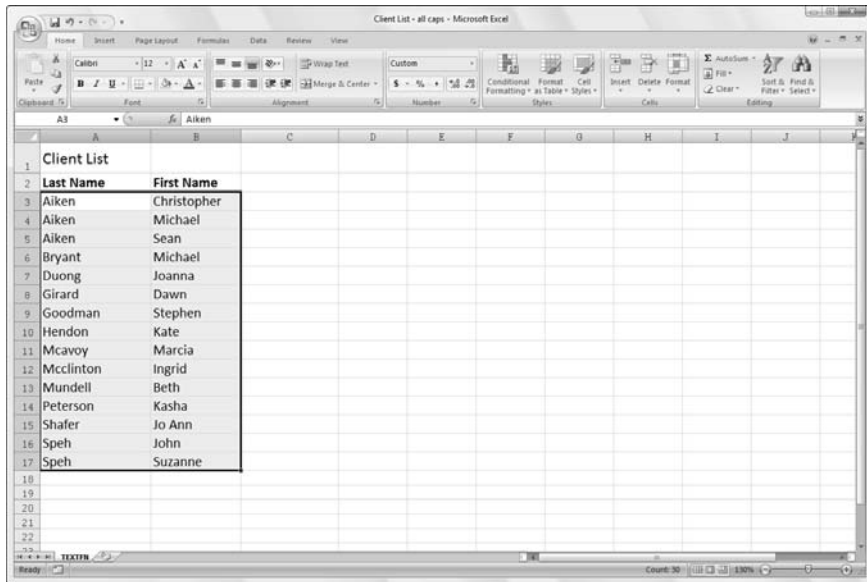 Client List - all caps - Microsoft Excel
Home Insert Page Layout Formulas Data Review View
Calibri 12 A A Wrap Text Custom AutoSum
Paste B I U A Merge & Center $ % , Conditional Formatting Format as Table Cell Styles Insert Delete Format Fill Clear Sort & Filter Find & Select
Clipboard Font Alignment Number Styles Cells Editing
A3 fx Aiken
A B C D E F G H I J
1 Client List
2 Last Name First Name
3 Aiken Christopher
4 Aiken Michael
5 Aiken Sean
6 Bryant Michael
7 Duong Joanna
8 Girard Dawn
9 Goodman Stephen
10 Hendon Kate
11 Mcavoy Marcia
12 Mcclinton Ingrid
13 Mundell Beth
14 Peterson Kasha
15 Shafer Jo Ann
16 Speh John
17 Speh Suzanne
18
19
20
21
22
TEXTFN
Ready Count: 30 130%